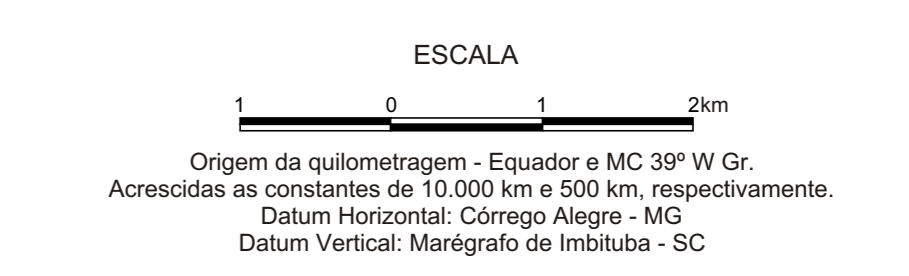 ESCALA
1 0 1 2km
Origem da quilometragem - Equador e MC 39º W Gr.
Acrescidas as constantes de 10.000 km e 500 km, respectivamente.
Datum Horizontal: Córrego Alegre - MG
Datum Vertical: Marégrafo de Imbituba - SC